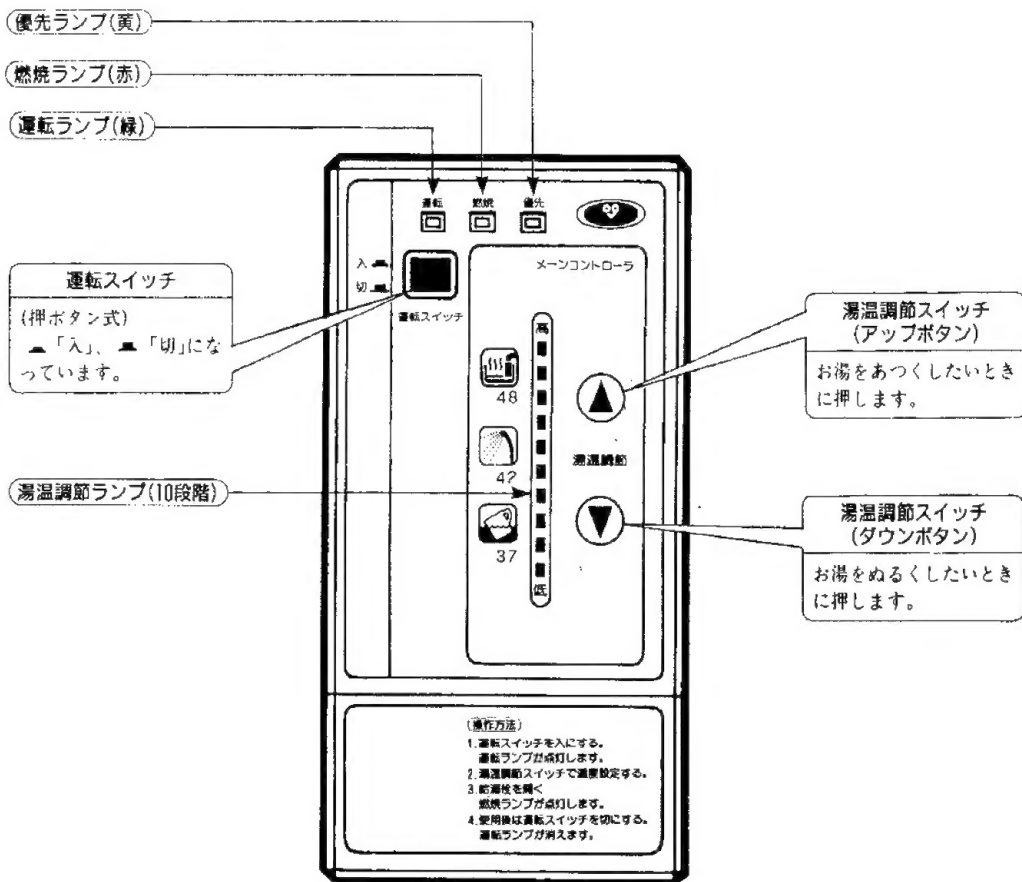 優先ランプ(黄)
燃焼ランプ(赤)
運転ランプ(緑)
運転 燃焼 優先
入
切
運転スイッチ
メーンコントローラ
高
48
42
37
低
湯温調節
運転スイッチ
(押ボタン式)
「入」、「切」にな
っています。
湯温調節ランプ(10段階)
湯温調節スイッチ
(アップボタン)
お湯をあつくしたいとき
に押します。
湯温調節スイッチ
(ダウンボタン)
お湯をぬるくしたいとき
に押します。
(操作方法)
1.運転スイッチを入にする。
運転ランプが点灯します。
2.湯温調節スイッチで温度設定する。
3.給湯栓を開く
燃焼ランプが点灯します。
4.使用後は運転スイッチを切にする。
運転ランプが消えます。